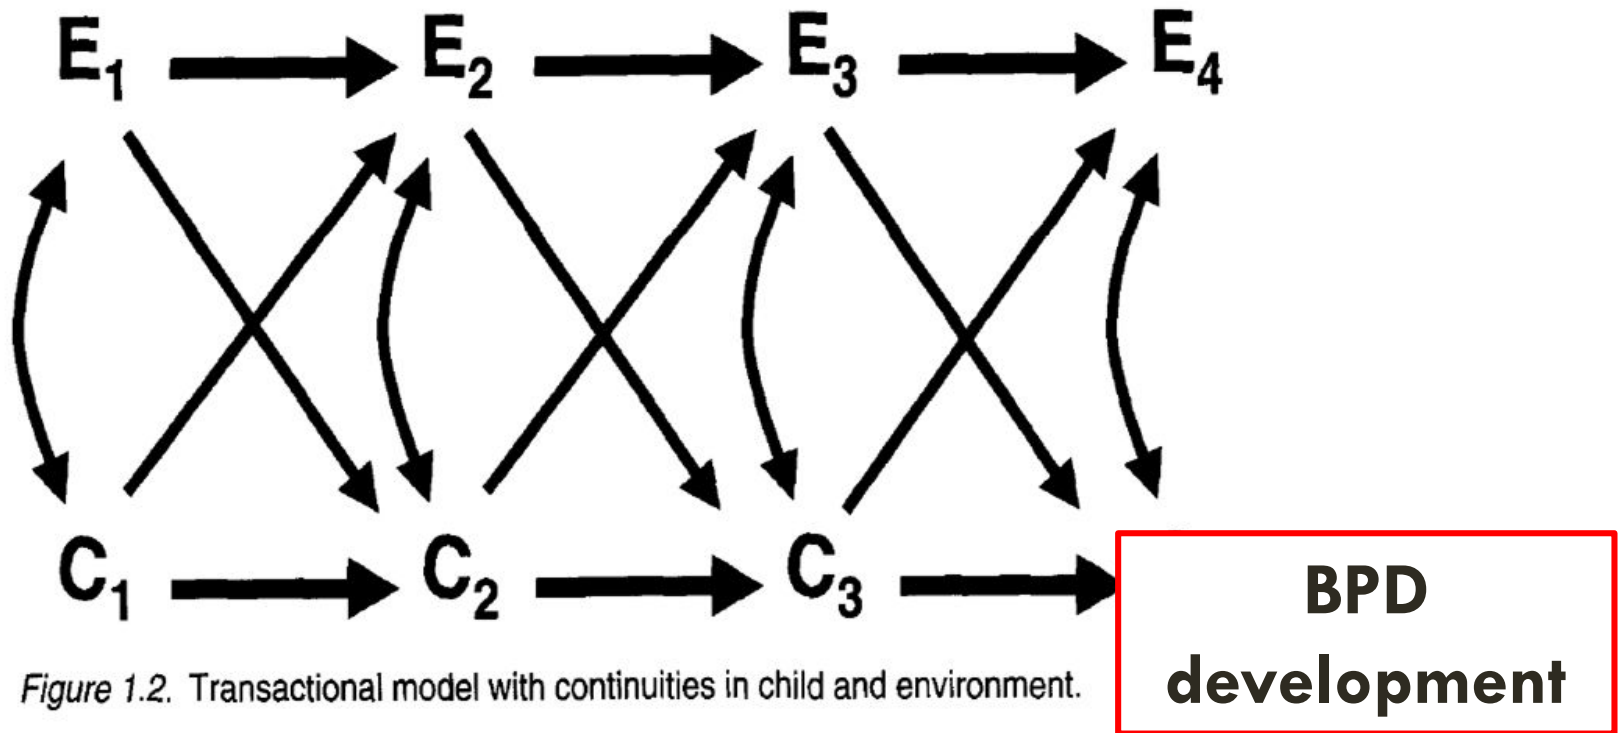 E1 E2 E3 E4
C1 C2 C3
BPD
development
Figure 1.2. Transactional model with continuities in child and environment.